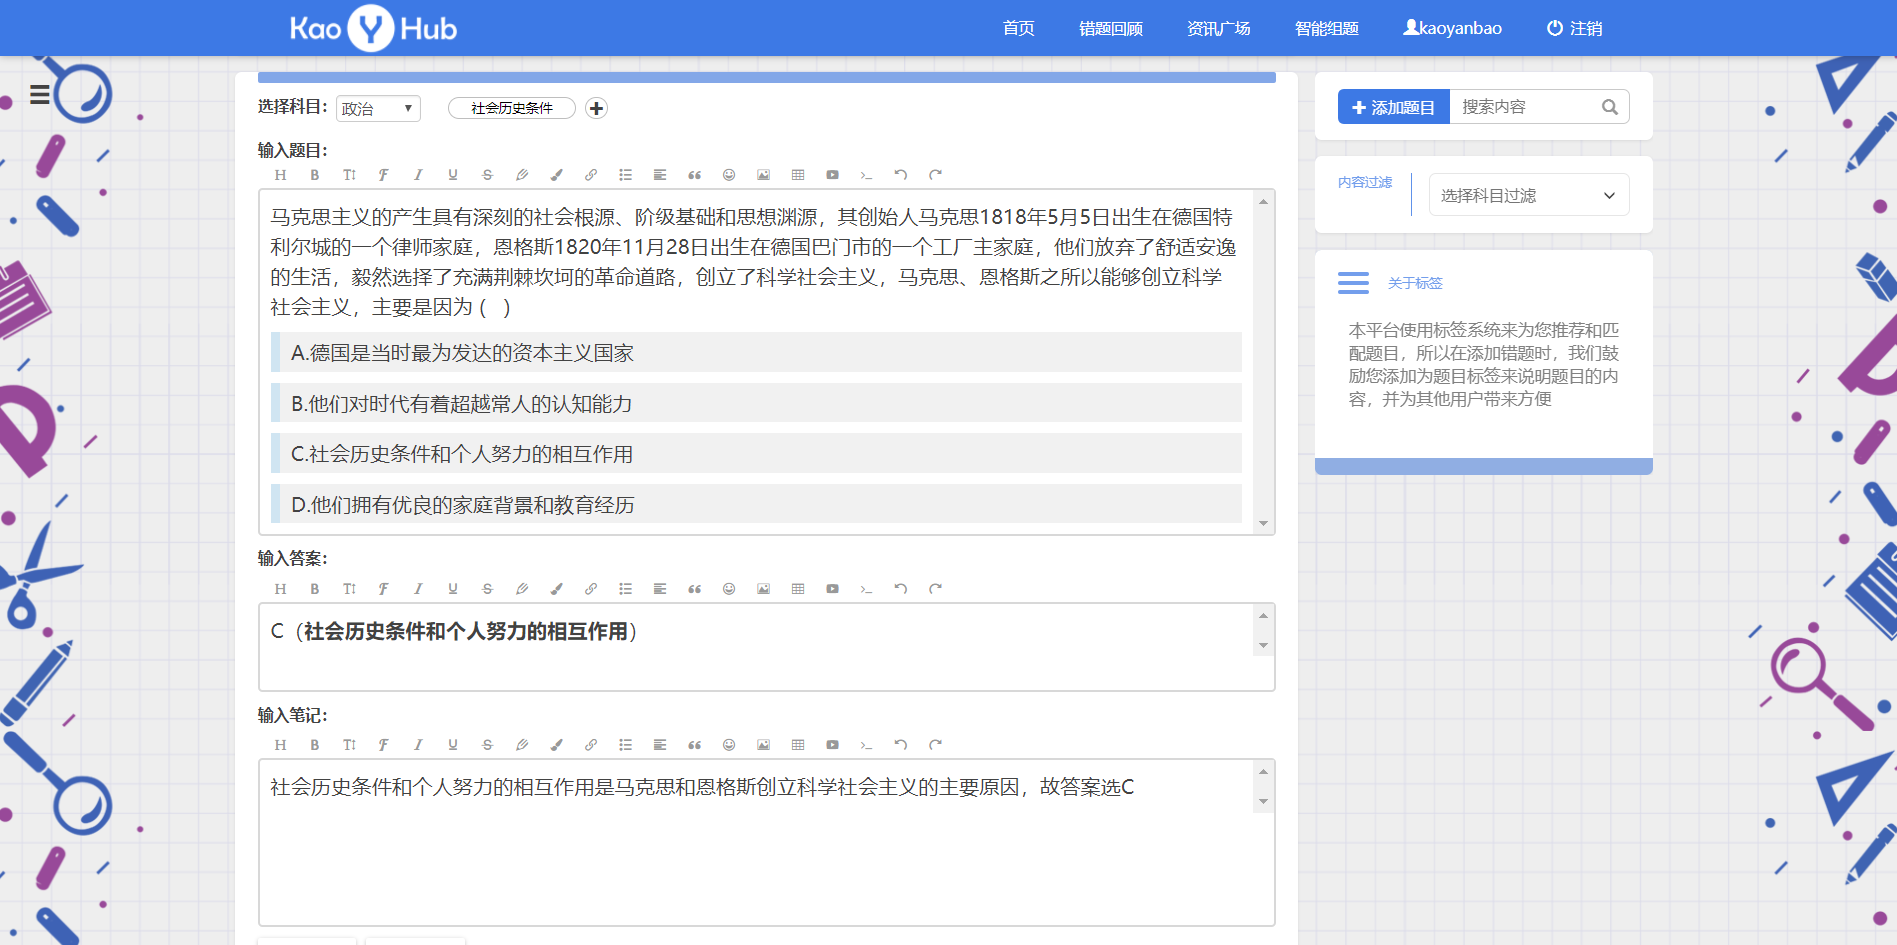 Kao Y Hub
首页 错题回顾 资讯广场 智能组题 kaoyanbao 注销
选择科目： 政治 社会历史条件
输入题目：
马克思主义的产生具有深刻的社会根源、阶级基础和思想渊源，其创始人马克思1818年5月5日出生在德国特
利尔城的一个律师家庭，恩格斯1820年11月28日出生在德国巴门市的一个工厂主家庭，他们放弃了舒适安逸
的生活，毅然选择了充满荆棘坎坷的革命道路，创立了科学社会主义，马克思、恩格斯之所以能够创立科学
社会主义，主要是因为 (   )
A.德国是当时最为发达的资本主义国家
B.他们对时代有着超越常人的认知能力
C.社会历史条件和个人努力的相互作用
D.他们拥有优良的家庭背景和教育经历
输入答案：
C（社会历史条件和个人努力的相互作用）
输入笔记：
社会历史条件和个人努力的相互作用是马克思和恩格斯创立科学社会主义的主要原因，故答案选C
添加题目 搜索内容
内容过滤 选择科目过滤
关于标签
本平台使用标签系统来为您推荐和匹
配题目，所以在添加错题时，我们鼓
励您添加为题目标签来说明题目的内
容，并为其他用户带来方便